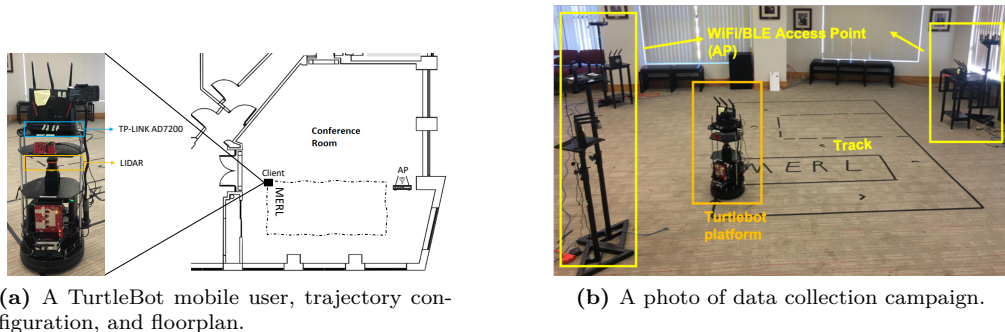 TP-LINK AD7200
LIDAR
Conference
Room
Client
AP
MERL
(a) A TurtleBot mobile user, trajectory con-
figuration, and floorplan.
WiFi/BLE Access Point
(AP)
Track
MERL
Turtlebot
platform
(b) A photo of data collection campaign.